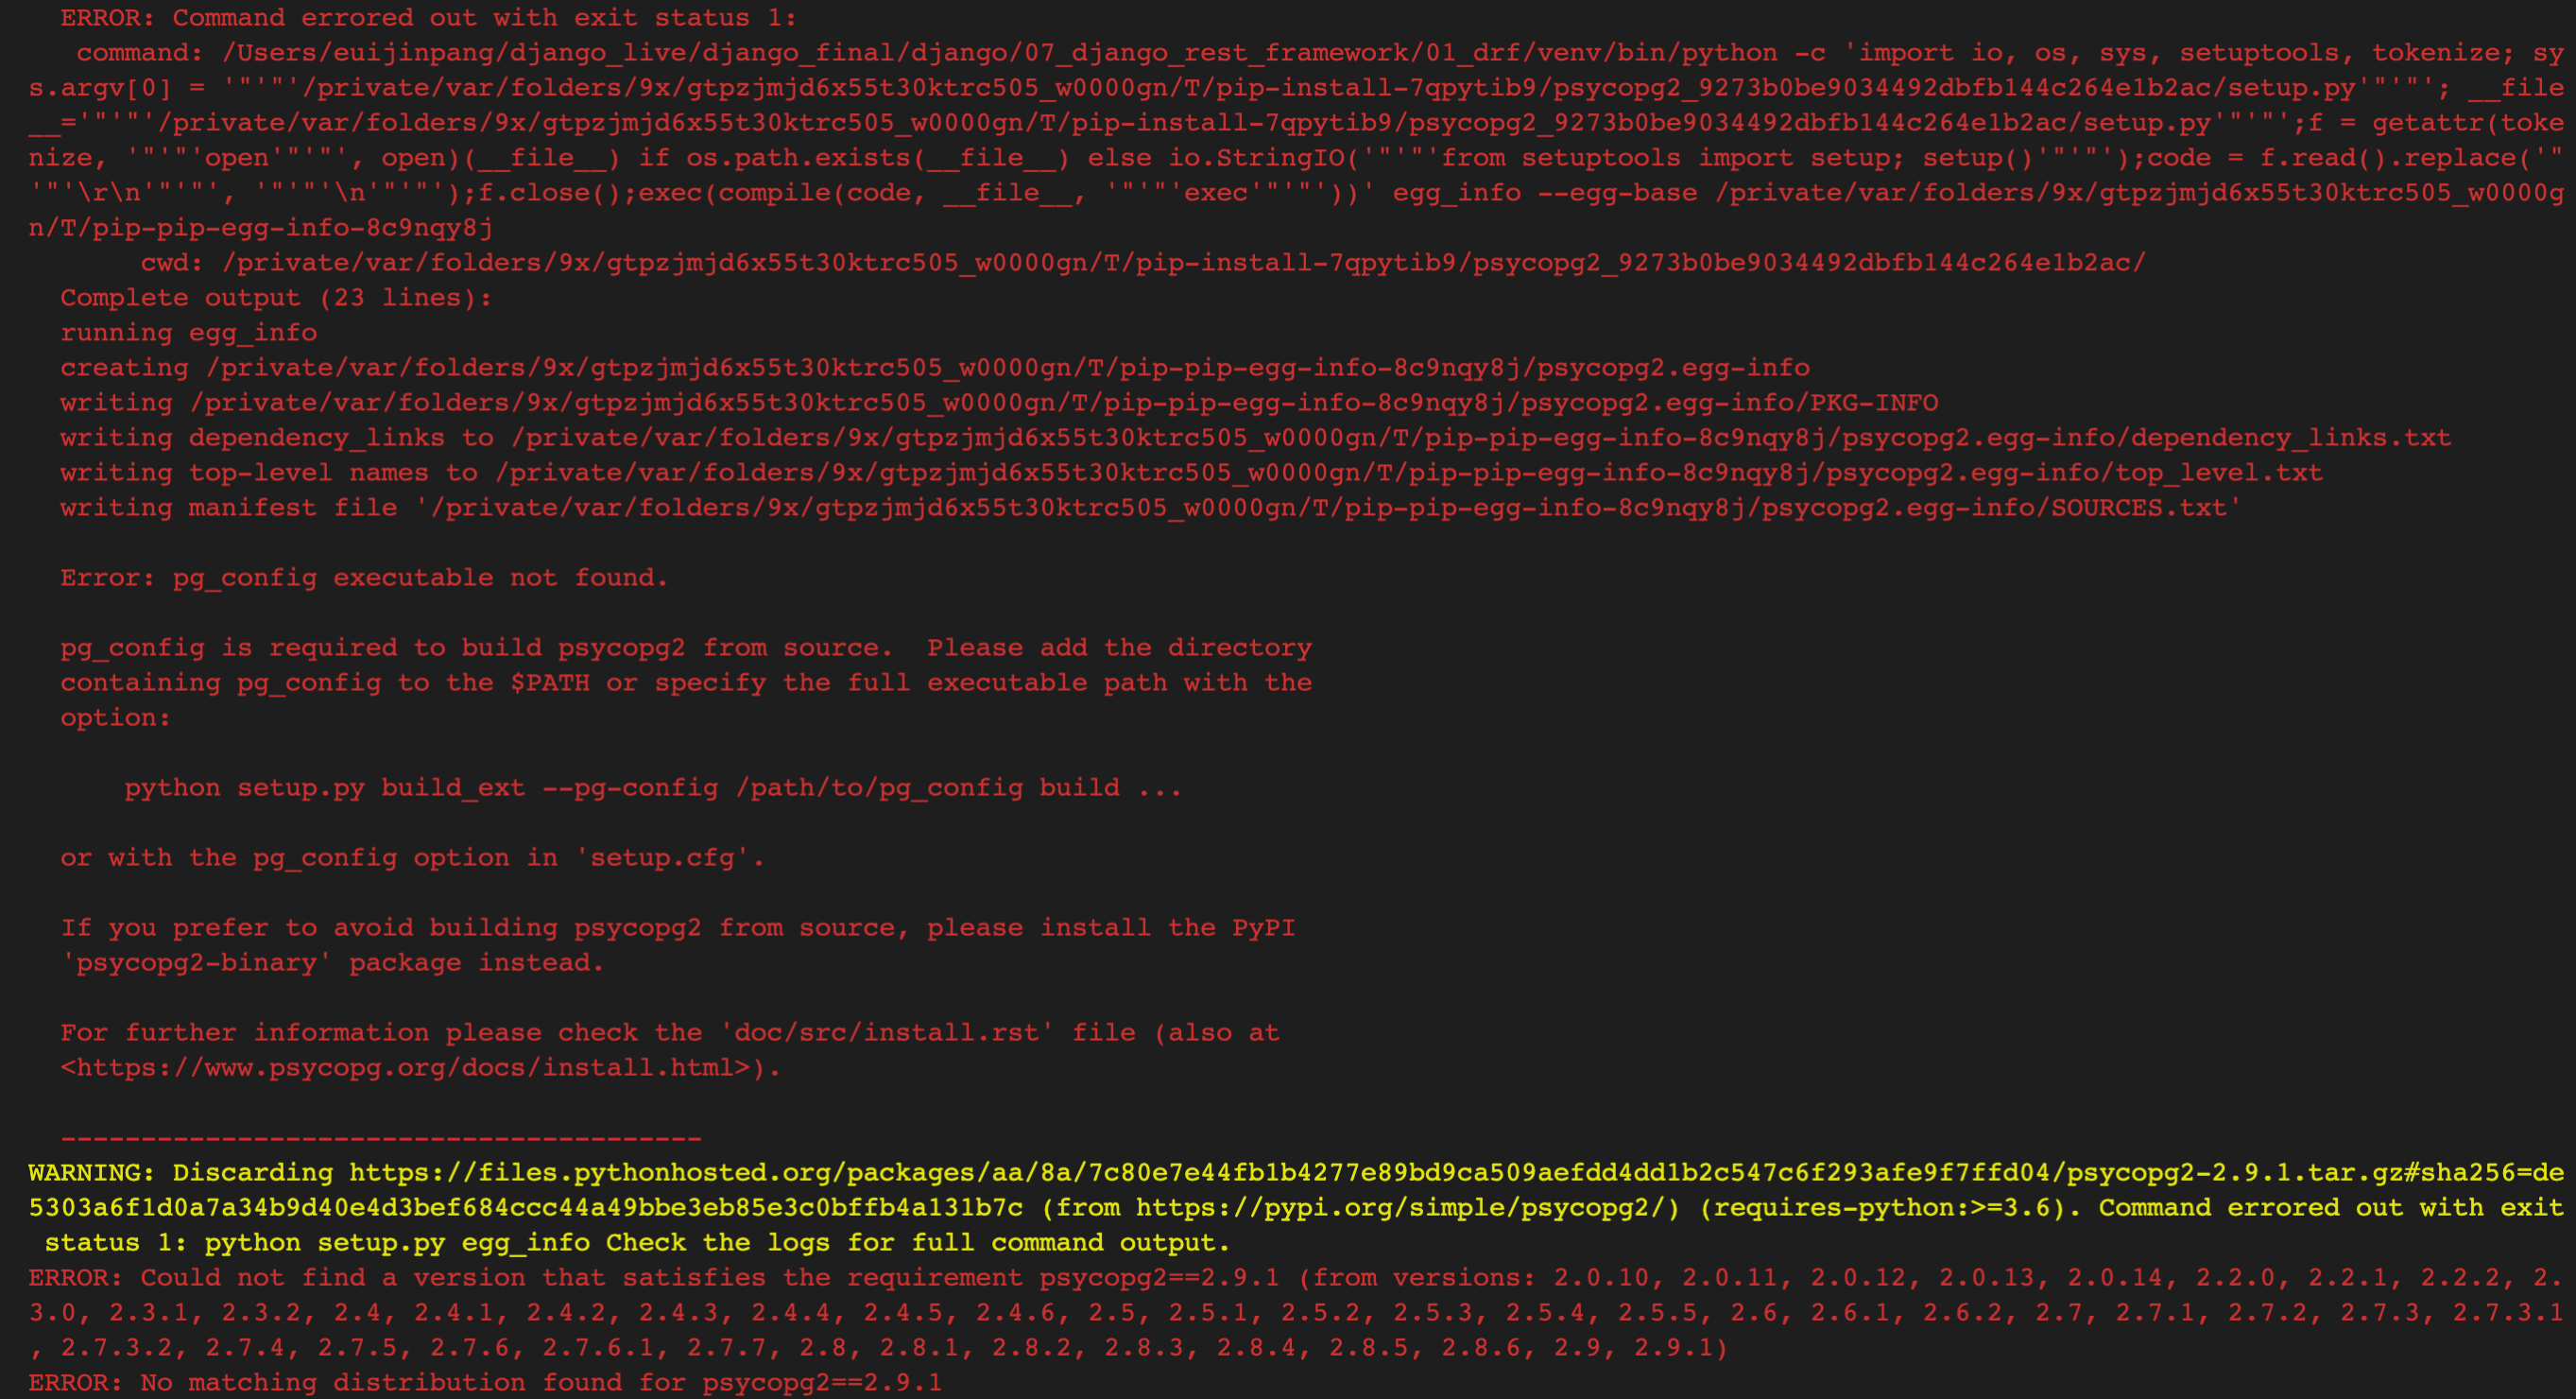 ERROR: Command errored out with exit status 1:
command: /Users/euijinpang/django_live/django_final/django/07_django_rest_framework/01_drf/venv/bin/python -c 'import io, os, sys, setuptools, tokenize; sy
s.argv[0] = '"'"'/private/var/folders/9x/gtpzjmjd6x55t30ktrc505_w0000gn/T/pip-install-7qpytib9/psycopg2_9273b0be9034492dbfb144c264e1b2ac/setup.py'"'"'; __file
__='"'"'/private/var/folders/9x/gtpzjmjd6x55t30ktrc505_w0000gn/T/pip-install-7qpytib9/psycopg2_9273b0be9034492dbfb144c264e1b2ac/setup.py'"'"';f = getattr(toke
nize, '"'"'open'"'"', open)(__file__) if os.path.exists(__file__) else io.StringIO('"'"'from setuptools import setup; setup()'"'"');code = f.read().replace('"
'"'\r\n'"'"', '"'"'\n'"'"');f.close();exec(compile(code, __file__, '"'"'exec'"'"'))' egg_info --egg-base /private/var/folders/9x/gtpzjmjd6x55t30ktrc505_w0000g
n/T/pip-pip-egg-info-8c9nqy8j
cwd: /private/var/folders/9x/gtpzjmjd6x55t30ktrc505_w0000gn/T/pip-install-7qpytib9/psycopg2_9273b0be9034492dbfb144c264e1b2ac/
Complete output (23 lines):
running egg_info
creating /private/var/folders/9x/gtpzjmjd6x55t30ktrc505_w0000gn/T/pip-pip-egg-info-8c9nqy8j/psycopg2.egg-info
writing /private/var/folders/9x/gtpzjmjd6x55t30ktrc505_w0000gn/T/pip-pip-egg-info-8c9nqy8j/psycopg2.egg-info/PKG-INFO
writing dependency_links to /private/var/folders/9x/gtpzjmjd6x55t30ktrc505_w0000gn/T/pip-pip-egg-info-8c9nqy8j/psycopg2.egg-info/dependency_links.txt
writing top-level names to /private/var/folders/9x/gtpzjmjd6x55t30ktrc505_w0000gn/T/pip-pip-egg-info-8c9nqy8j/psycopg2.egg-info/top_level.txt
writing manifest file '/private/var/folders/9x/gtpzjmjd6x55t30ktrc505_w0000gn/T/pip-pip-egg-info-8c9nqy8j/psycopg2.egg-info/SOURCES.txt'
Error: pg_config executable not found.
pg_config is required to build psycopg2 from source.  Please add the directory
containing pg_config to the $PATH or specify the full executable path with the
option:
python setup.py build_ext --pg-config /path/to/pg_config build ...
or with the pg_config option in 'setup.cfg'.
If you prefer to avoid building psycopg2 from source, please install the PyPI
'psycopg2-binary' package instead.
For further information please check the 'doc/src/install.rst' file (also at
<https://www.psycopg.org/docs/install.html>).
----------------------------------------
WARNING: Discarding https://files.pythonhosted.org/packages/aa/8a/7c80e7e44fb1b4277e89bd9ca509aefdd4dd1b2c547c6f293afe9f7ffd04/psycopg2-2.9.1.tar.gz#sha256=de
5303a6f1d0a7a34b9d40e4d3bef684ccc44a49bbe3eb85e3c0bffb4a131b7c (from https://pypi.org/simple/psycopg2/) (requires-python:>=3.6). Command errored out with exit
status 1: python setup.py egg_info Check the logs for full command output.
ERROR: Could not find a version that satisfies the requirement psycopg2==2.9.1 (from versions: 2.0.10, 2.0.11, 2.0.12, 2.0.13, 2.0.14, 2.2.0, 2.2.1, 2.2.2, 2.
3.0, 2.3.1, 2.3.2, 2.4, 2.4.1, 2.4.2, 2.4.3, 2.4.4, 2.4.5, 2.4.6, 2.5, 2.5.1, 2.5.2, 2.5.3, 2.5.4, 2.5.5, 2.6, 2.6.1, 2.6.2, 2.7, 2.7.1, 2.7.2, 2.7.3, 2.7.3.1
, 2.7.3.2, 2.7.4, 2.7.5, 2.7.6, 2.7.6.1, 2.7.7, 2.8, 2.8.1, 2.8.2, 2.8.3, 2.8.4, 2.8.5, 2.8.6, 2.9, 2.9.1)
ERROR: No matching distribution found for psycopg2==2.9.1